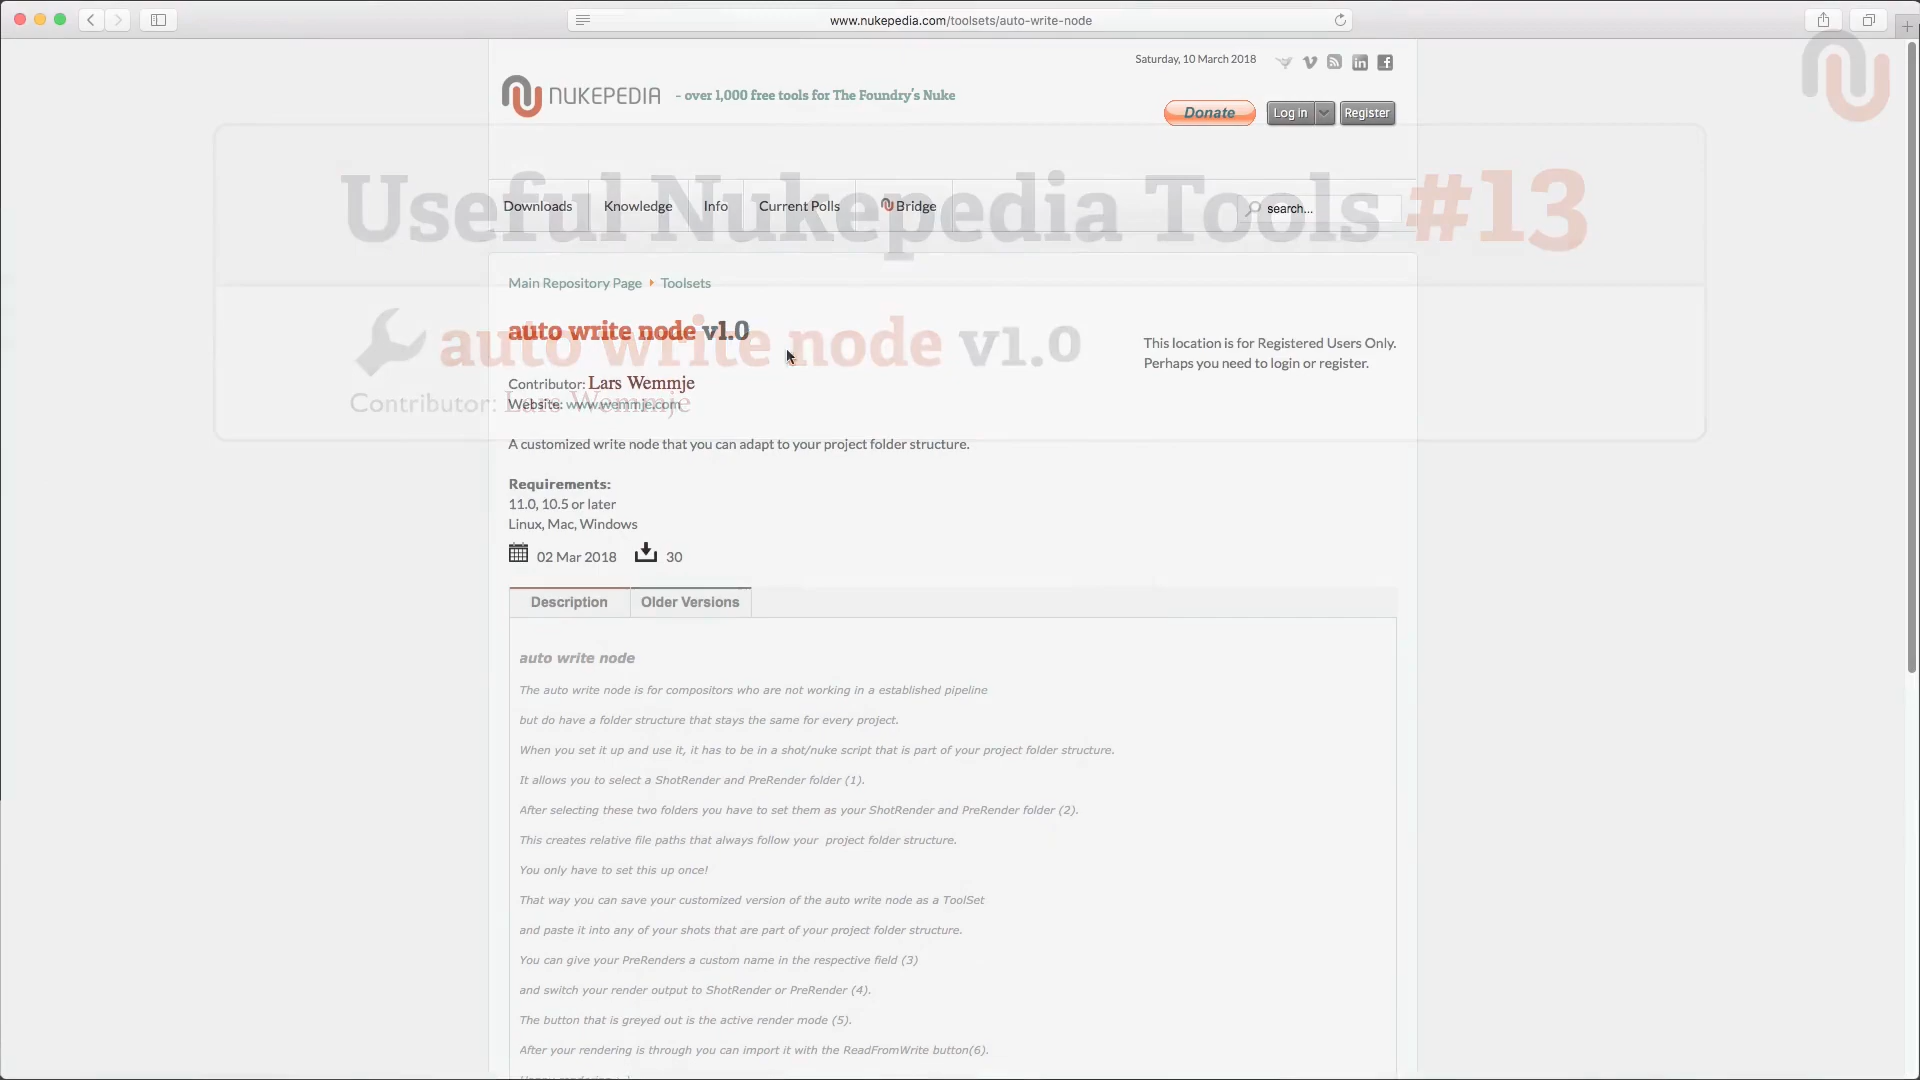 www.nukepedia.com/toolsets/auto-write-node
Saturday, 10 March 2018
NUKEPEDIA
- over 1,000 free tools for The Foundry's Nuke
Donate
Log in
Register
Useful Nukepedia Tools #13
Downloads
Knowledge
Info
Current Polls
Bridge
search...
Main Repository Page
Toolsets
auto write node v1.0
auto write node v1.0
This location is for Registered Users Only.
Perhaps you need to login or register.
Contributor: Lars Wemmje
Contributor: Lars Wemmje
Website: www.wemmje.com
A customized write node that you can adapt to your project folder structure.
Requirements:
11.0, 10.5 or later
Linux, Mac, Windows
02 Mar 2018
30
Description
Older Versions
auto write node
The auto write node is for compositors who are not working in a established pipeline
but do have a folder structure that stays the same for every project.
When you set it up and use it, it has to be in a shot/nuke script that is part of your project folder structure.
It allows you to select a ShotRender and PreRender folder (1).
After selecting these two folders you have to set them as your ShotRender and PreRender folder (2).
This creates relative file paths that always follow your project folder structure.
You only have to set this up once!
That way you can save your customized version of the auto write node as a ToolSet
and paste it into any of your shots that are part of your project folder structure.
You can give your PreRenders a custom name in the respective field (3)
and switch your render output to ShotRender or PreRender (4).
The button that is greyed out is the active render mode (5).
After your rendering is through you can import it with the ReadFromWrite button(6).